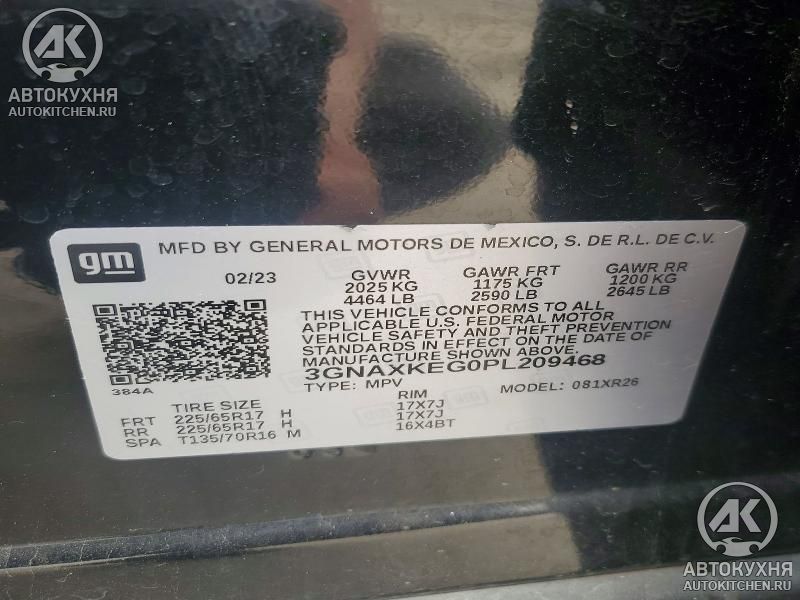 AK
АВТОКУХНЯ
AUTOKITCHEN.RU
gm
MFD BY GENERAL MOTORS DE MEXICO, S. DE R.L. DE C.V.
02/23
GVWR GAWR FRT GAWR RR
2025 KG 1175 KG 1200 KG
4464 LB 2590 LB 2645 LB
THIS VEHICLE CONFORMS TO ALL
APPLICABLE U.S. FEDERAL MOTOR
VEHICLE SAFETY AND THEFT PREVENTION
STANDARDS IN EFFECT ON THE DATE OF
MANUFACTURE SHOWN ABOVE.
3GNAXKEG0PL209468
384A
TYPE: MPV MODEL: 081XR26
TIRE SIZE RIM
FRT 225/65R17 H 17X7J
RR 225/65R17 H 17X7J
SPA T135/70R16 M 16X4BT
AK
АВТОКУХНЯ
AUTOKITCHEN.RU